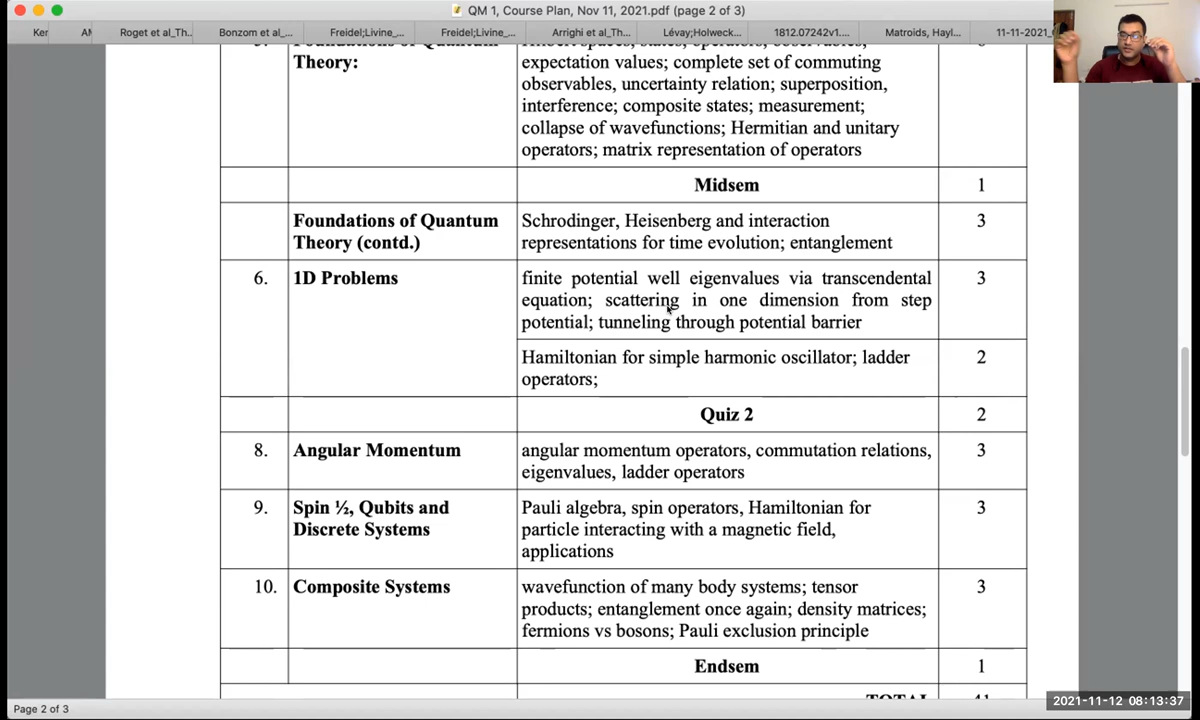 QM 1, Course Plan, Nov 11, 2021.pdf (page 2 of 3)
Ker Roget et al_Th... Bonzom et al_... Freidel;Livine_... Freidel;Livine_... Arrighi et al_Th... Lévay;Holweck... 1812.07242v1.... Matroids, Hayl... 11-11-2021_
Theory:
expectation values; complete set of commuting
observables, uncertainty relation; superposition,
interference; composite states; measurement;
collapse of wavefunctions; Hermitian and unitary
operators; matrix representation of operators
Midsem 1
Foundations of Quantum
Theory (contd.)
Schrodinger, Heisenberg and interaction
representations for time evolution; entanglement
3
6. 1D Problems
finite potential well eigenvalues via transcendental
equation; scattering in one dimension from step
potential; tunneling through potential barrier
3
Hamiltonian for simple harmonic oscillator; ladder
operators;
2
Quiz 2 2
8. Angular Momentum
angular momentum operators, commutation relations,
eigenvalues, ladder operators
3
9. Spin ½, Qubits and
Discrete Systems
Pauli algebra, spin operators, Hamiltonian for
particle interacting with a magnetic field,
applications
3
10. Composite Systems
wavefunction of many body systems; tensor
products; entanglement once again; density matrices;
fermions vs bosons; Pauli exclusion principle
3
Endsem 1
Page 2 of 3
2021-11-12 08:13:37